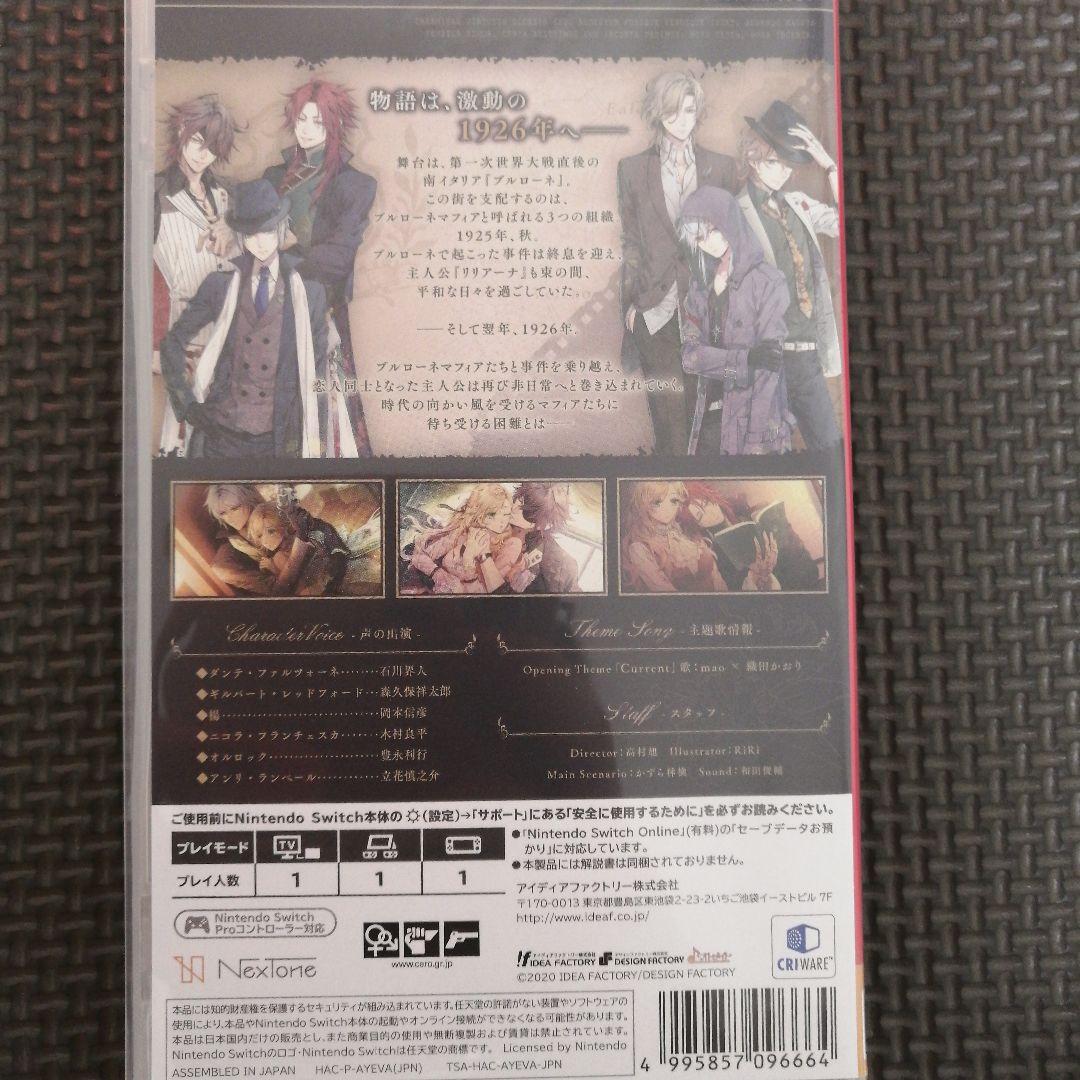 物語は、激動の
1926年へ──
舞台は、第一次世界大戦直後の
南イタリア『ブルローネ』。
この街を支配するのは、
ブルローネマフィアと呼ばれる3つの組織。
1925年、秋。
ブルローネで起こった事件は終息を迎え、
主人公『リリアーナ』も束の間、
平和な日々を過ごしていた。
──そして翌年、1926年。
ブルローネマフィアたちと事件を乗り越え、
恋人同士となった主人公は再び非日常へと巻き込まれていく。
時代の向かい風を受けるマフィアたちに
待ち受ける困難とは──
Character Voice - 声の出演 -
◆ダンテ・ファルツォーネ………石川界人
◆ギルバート・レッドフォード…森久保祥太郎
◆楊………………………………岡本信彦
◆ニコラ・フランチェスカ………木村良平
◆オルロック………………………豊永利行
◆アンリ・ランベール……………立花慎之介
Theme Song - 主題歌情報 -
Opening Theme「Current」歌：mao × 織田かおり
Staff - スタッフ -
Director：高村旭 Illustrator：RiRi
Main Scenario：かずら林檎 Sound：和田俊輔
ご使用前にNintendo Switch本体の(設定)→「サポート」にある「安全に使用するために」を必ずお読みください。
プレイモード TV
プレイ人数 1 1 1
●「Nintendo Switch Online」(有料)の「セーブデータお預
かり」に対応しています。
●本製品には解説書は同梱されておりません。
アイディアファクトリー株式会社
〒170-0013 東京都豊島区東池袋2-23-2いちご池袋イーストビル 7F
http://www.ideaf.co.jp/
Nintendo Switch
Proコントローラー対応
www.cero.gr.jp
NexTone
アイディアファクトリー株式会社
IDEA FACTORY
デザインファクトリー株式会社
DESIGN FACTORY
©2020 IDEA FACTORY/DESIGN FACTORY
CRIWARE™
本品には知的財産権を保護するセキュリティが組み込まれています。任天堂の許諾がない装置やソフトウェアの
使用により、本品やNintendo Switch本体の起動やオンライン接続ができなくなる可能性があります。
本品は日本国内だけの販売とし、また商業目的の使用や無断複製および賃貸は禁止されています。
Nintendo Switchのロゴ・Nintendo Switchは任天堂の商標です。 Licensed by Nintendo
ASSEMBLED IN JAPAN HAC-P-AYEVA(JPN) TSA-HAC-AYEVA-JPN
4 995857 096664